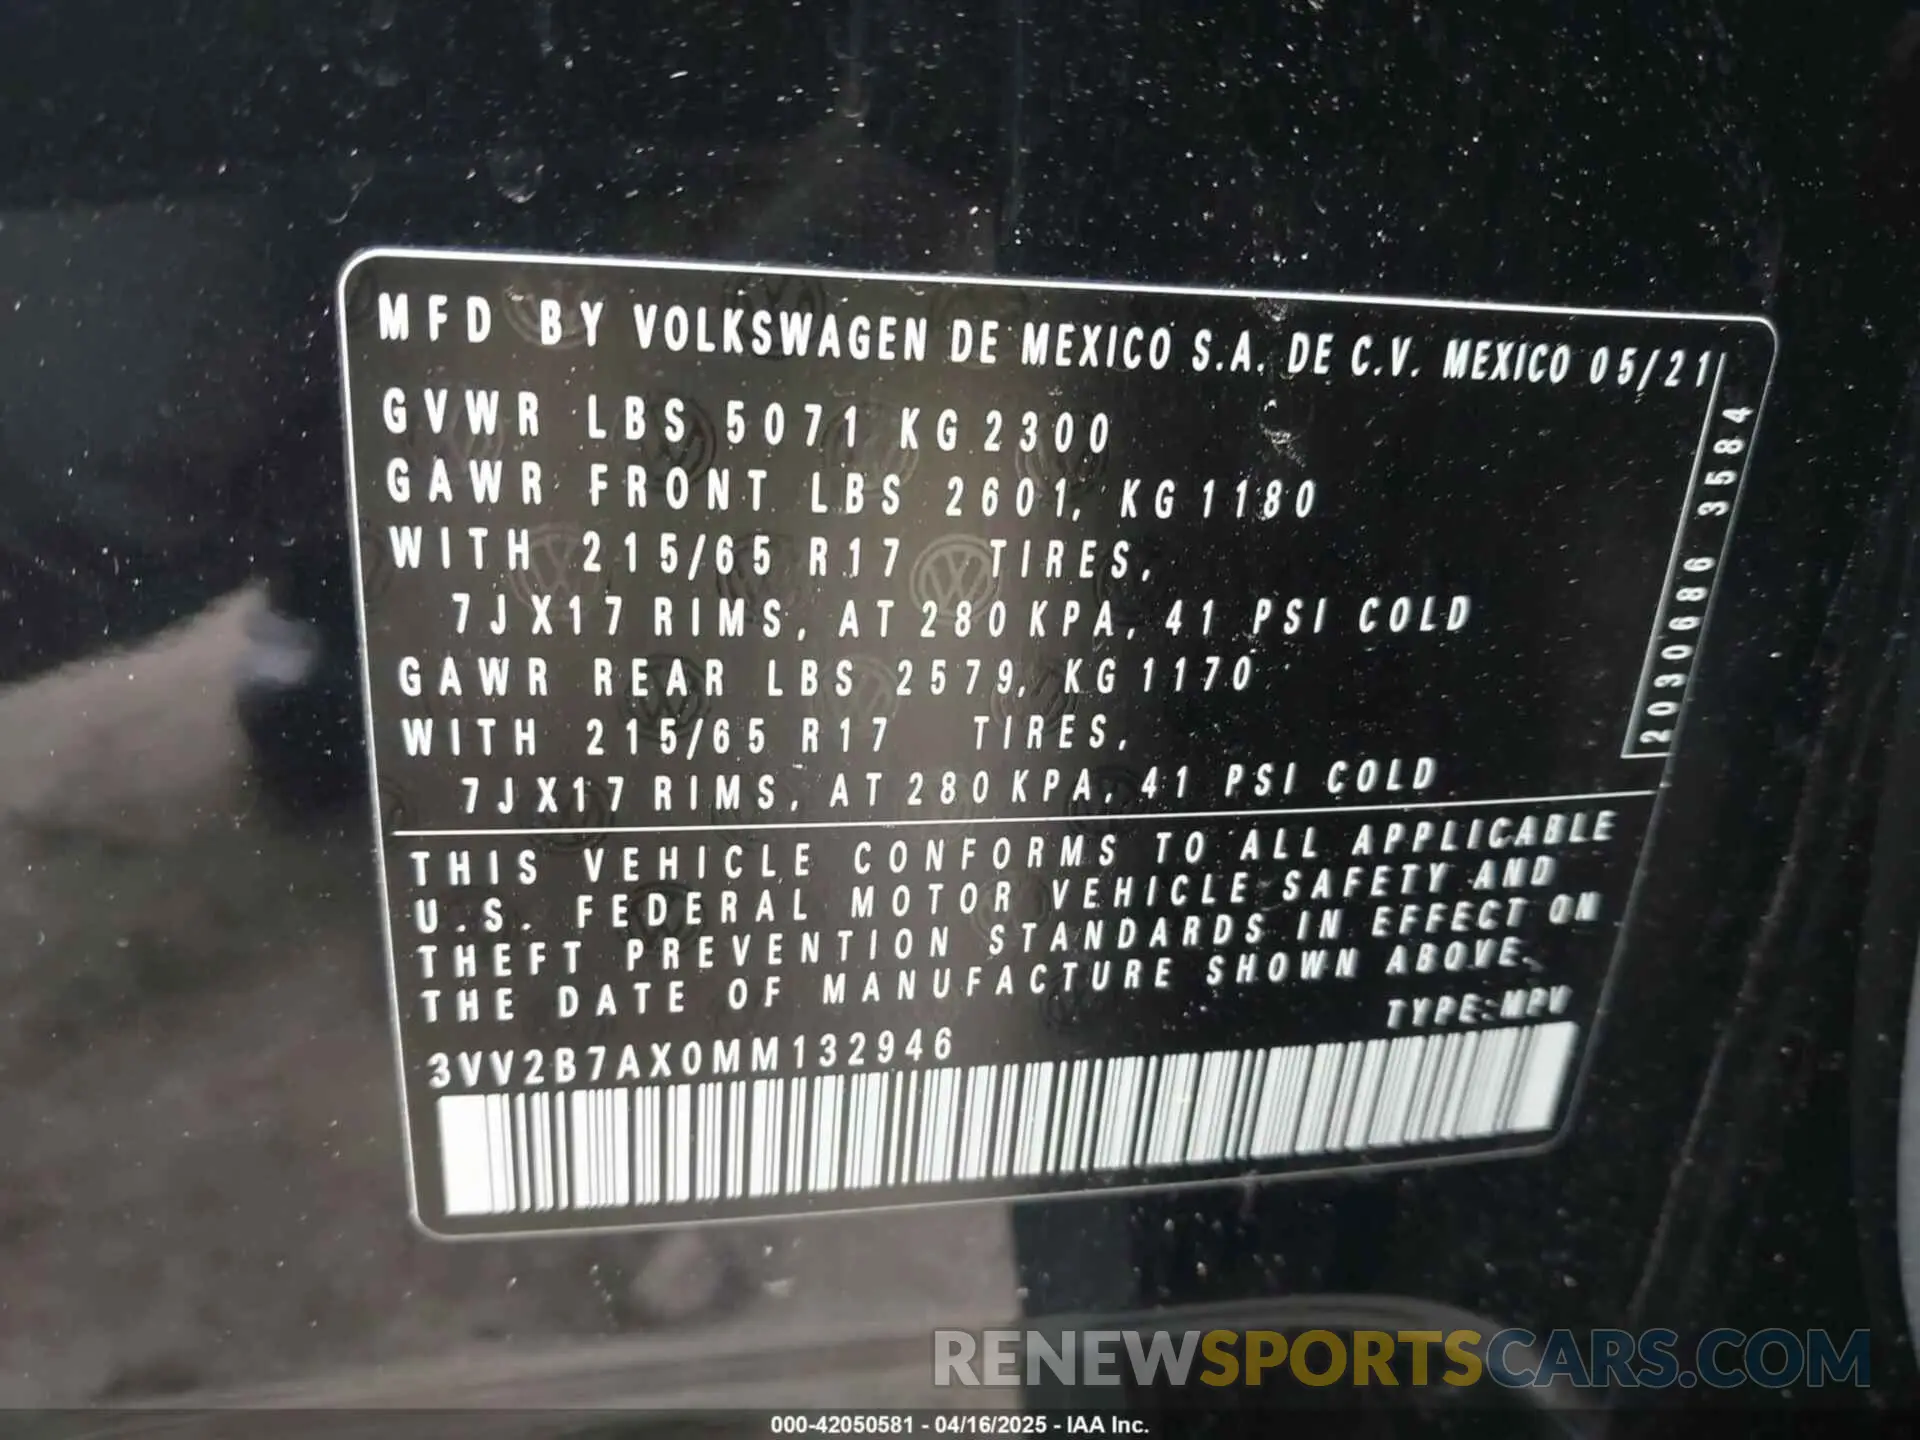 MFD BY VOLKSWAGEN DE MEXICO S.A. DE C.V. MEXICO 05/21
GVWR LBS 5071 KG 2300
GAWR FRONT LBS 2601, KG 1180
WITH 215/65 R17 TIRES,
7JX17 RIMS, AT 280 KPA, 41 PSI COLD
GAWR REAR LBS 2579, KG 1170
WITH 215/65 R17 TIRES,
7JX17 RIMS, AT 280 KPA, 41 PSI COLD
2030686 3584
THIS VEHICLE CONFORMS TO ALL APPLICABLE
U.S. FEDERAL MOTOR VEHICLE SAFETY AND
THEFT PREVENTION STANDARDS IN EFFECT ON
THE DATE OF MANUFACTURE SHOWN ABOVE.
TYPE: MPV
3VV2B7AX0MM132946
RENEWSPORTSCARS.COM
000-42050581 - 04/16/2025 - IAA Inc.